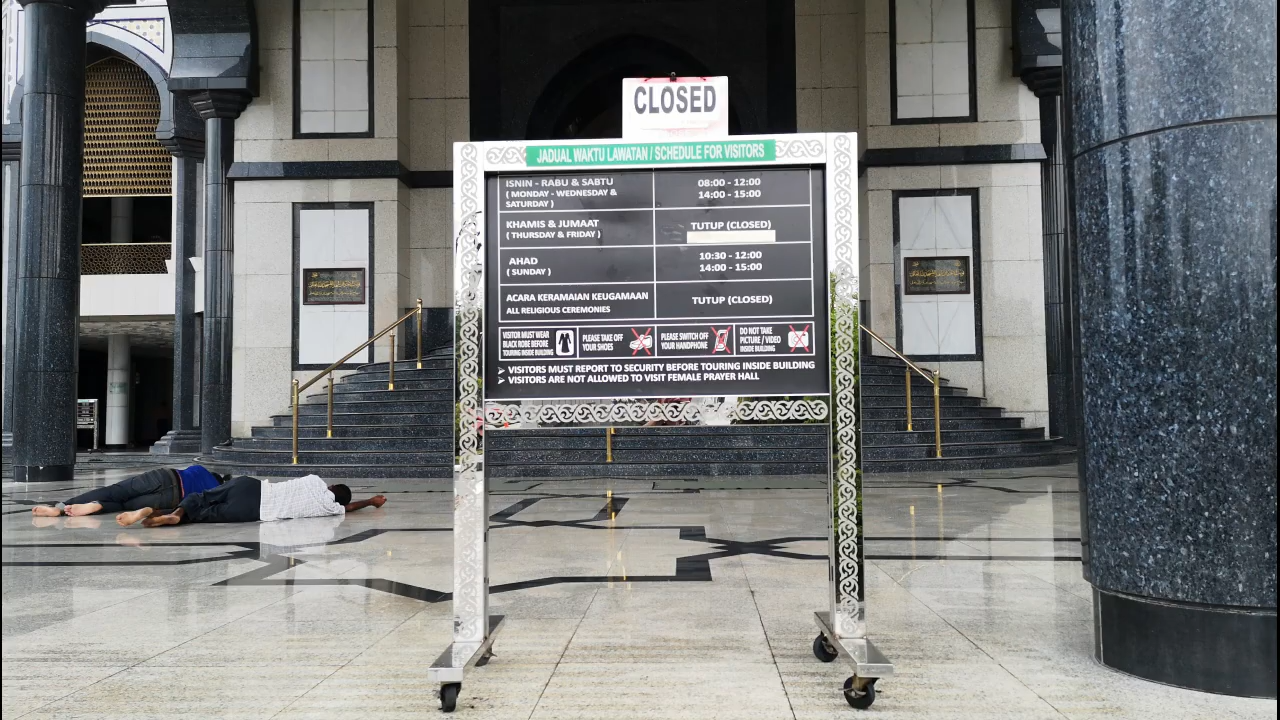 CLOSED
JADUAL WAKTU LAWATAN / SCHEDULE FOR VISITORS
ISNIN - RABU & SABTU
( MONDAY - WEDNESDAY &
SATURDAY )
08:00 - 12:00
14:00 - 15:00
KHAMIS & JUMAAT
( THURSDAY & FRIDAY )
TUTUP (CLOSED)
AHAD
( SUNDAY )
10:30 - 12:00
14:00 - 15:00
ACARA KERAMAIAN KEUGAMAAN
ALL RELIGIOUS CEREMONIES
TUTUP (CLOSED)
VISITOR MUST WEAR
BLACK ROBE BEFORE
TOURING INSIDE BUILDING
PLEASE TAKE OFF
YOUR SHOES
PLEASE SWITCH OFF
YOUR HANDPHONE
DO NOT TAKE
PICTURE / VIDEO
INSIDE BUILDING
VISITORS MUST REPORT TO SECURITY BEFORE TOURING INSIDE BUILDING
VISITORS ARE NOT ALLOWED TO VISIT FEMALE PRAYER HALL